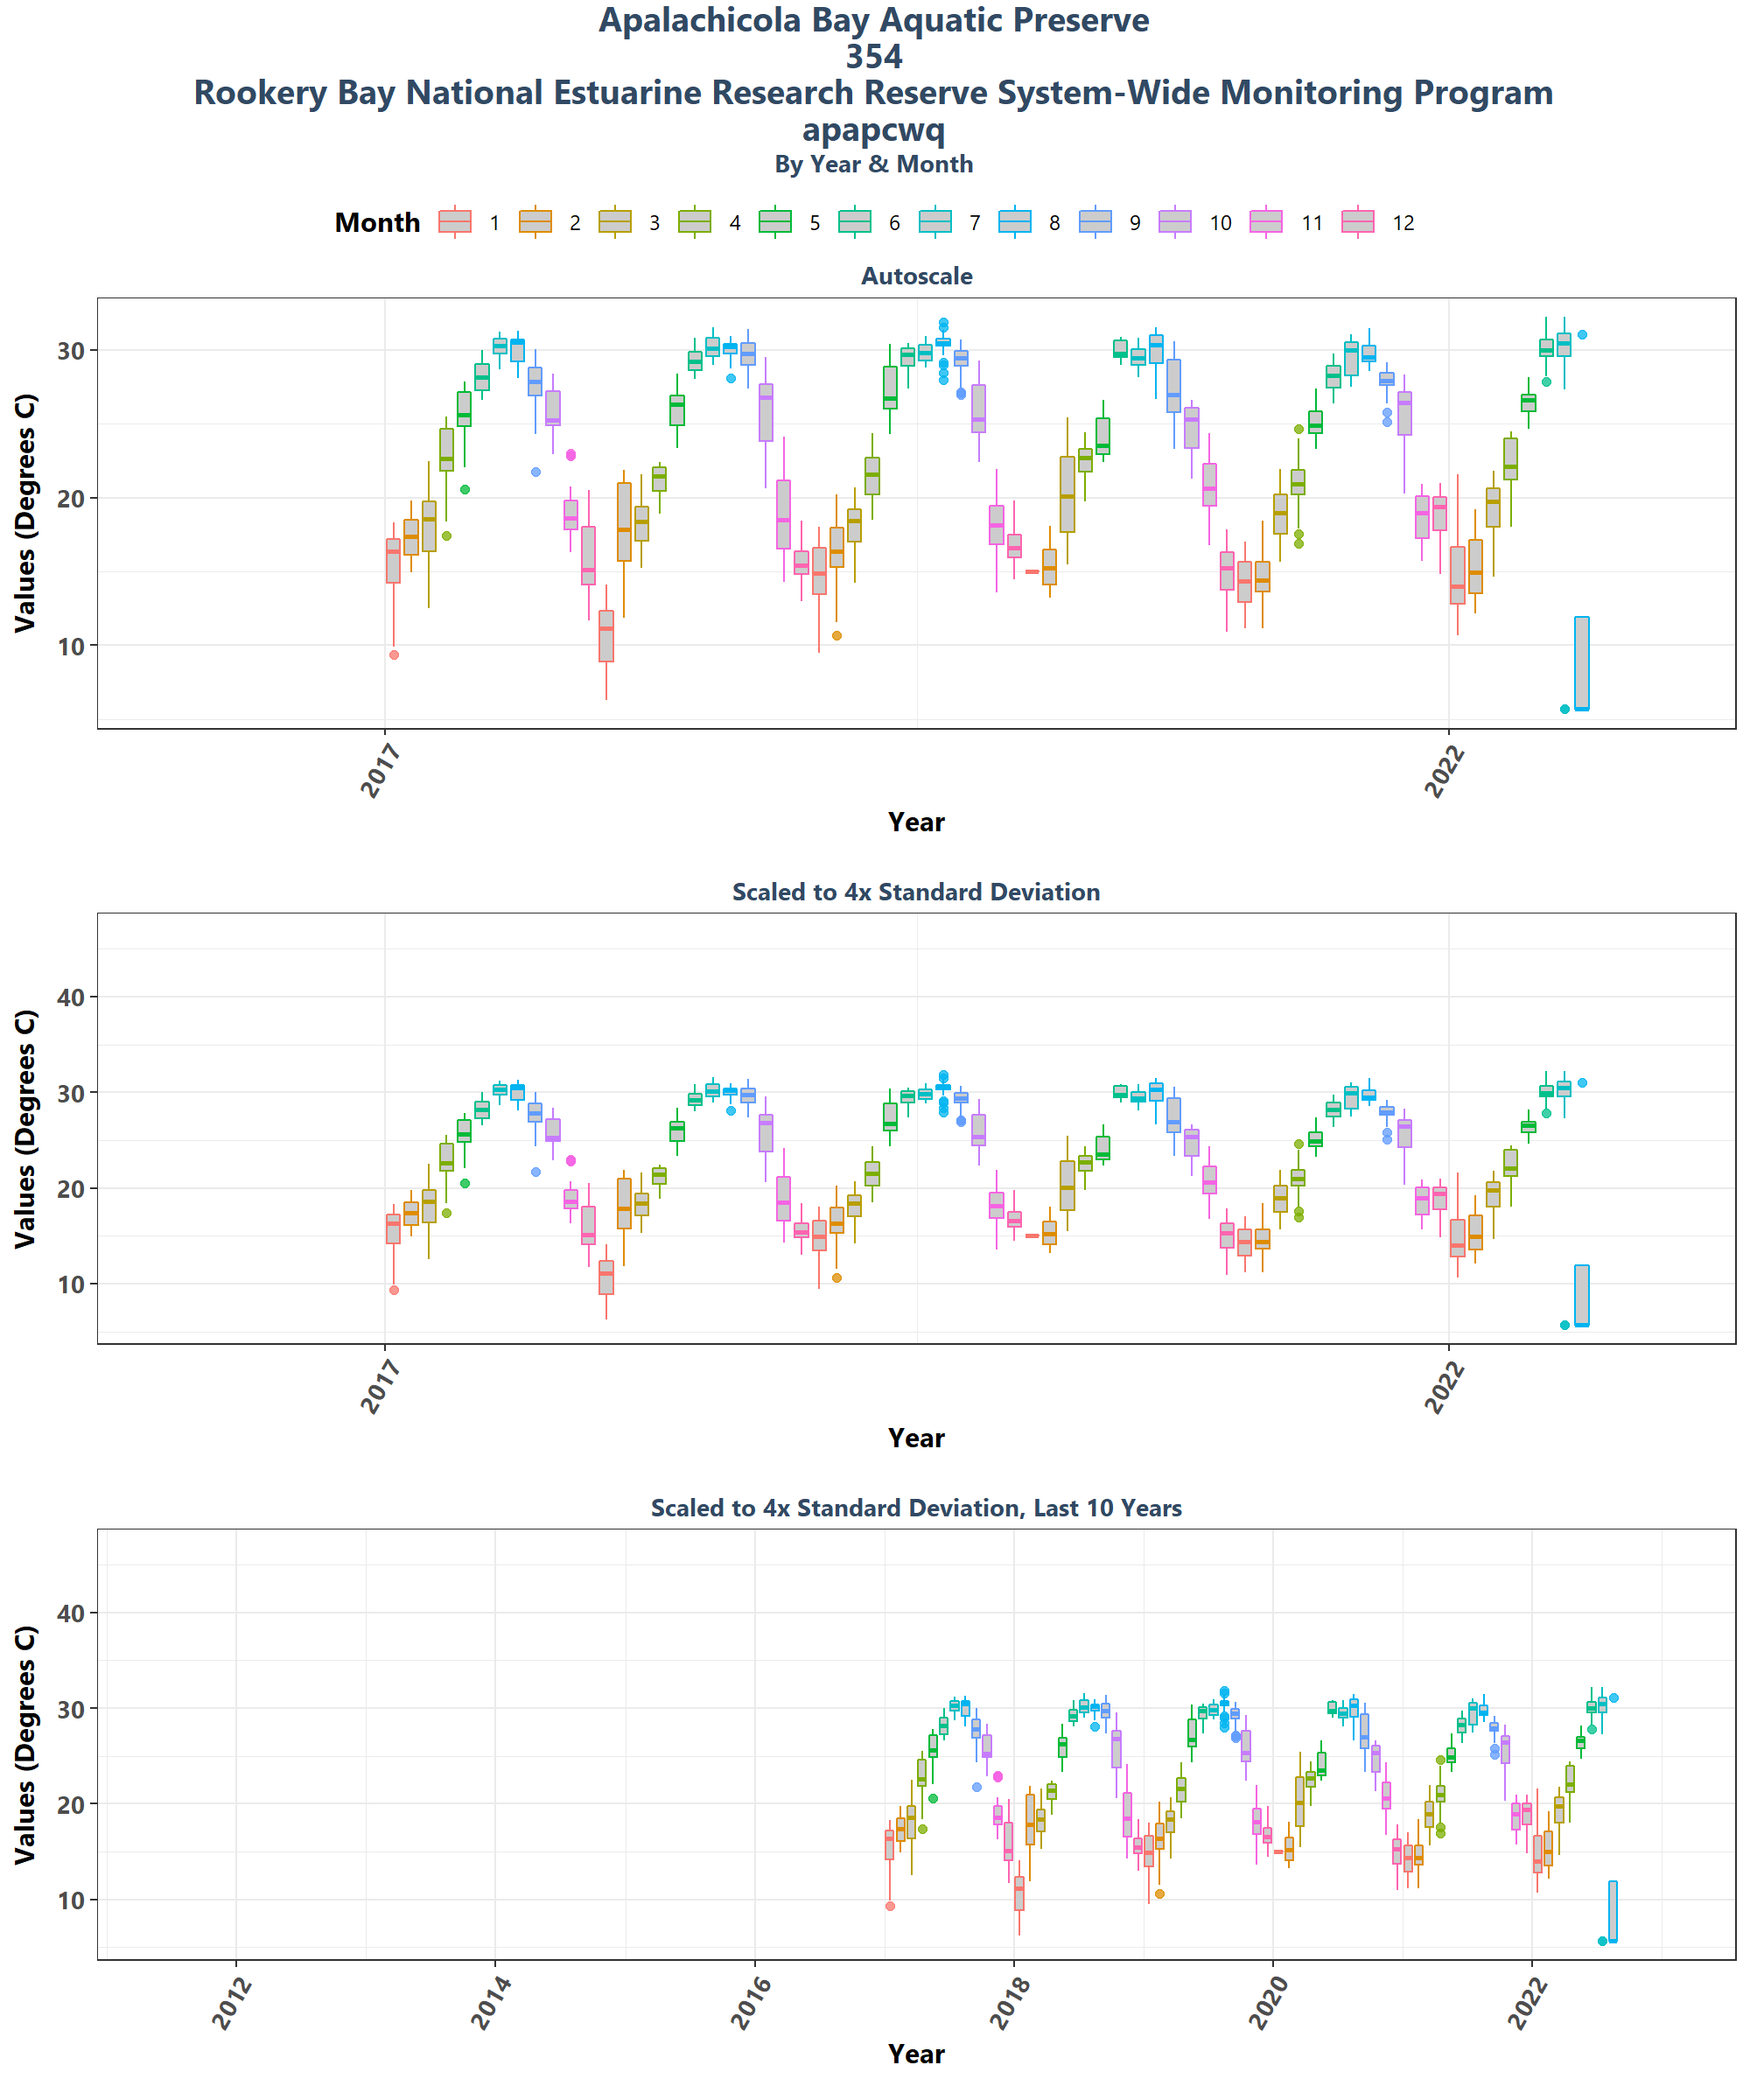 Apalachicola Bay Aquatic Preserve
354
Rookery Bay National Estuarine Research Reserve System-Wide Monitoring Program
apapcwq
By Year & Month
Month 1 2 3 4 5 6 7 8 9 10 11 12
Autoscale
Values (Degrees C)
30
20
10
2017 2022
Year
Scaled to 4x Standard Deviation
Values (Degrees C)
40
30
20
10
2017 2022
Year
Scaled to 4x Standard Deviation, Last 10 Years
Values (Degrees C)
40
30
20
10
2012 2014 2016 2018 2020 2022
Year